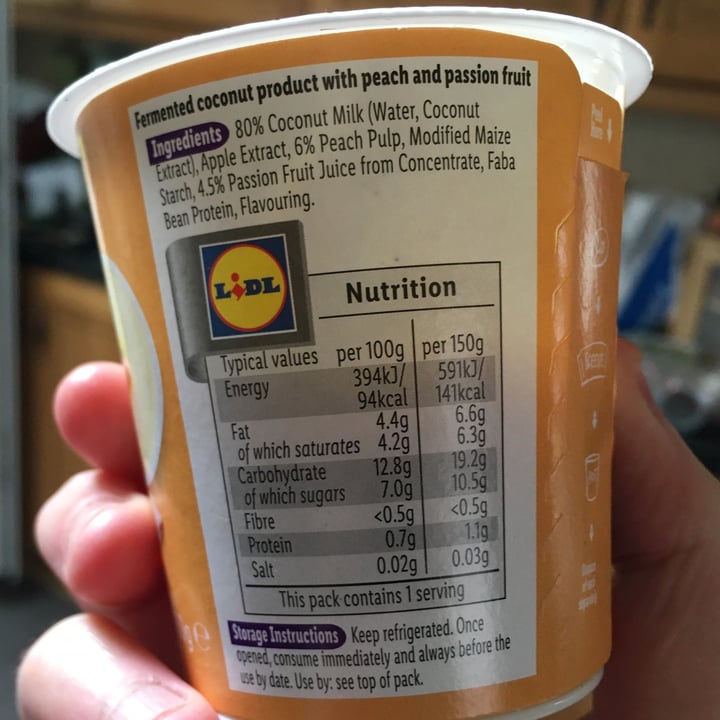 Fermented coconut product with peach and passion fruit
Ingredients 80% Coconut Milk (Water, Coconut
Extract), Apple Extract, 6% Peach Pulp, Modified Maize
Starch, 4.5% Passion Fruit Juice from Concentrate, Faba
Bean Protein, Flavouring.
LIDL
Nutrition
Typical values per 100g per 150g
Energy 394kJ/ 591kJ/
94kcal 141kcal
Fat 4.4g 6.6g
of which saturates 4.2g 6.3g
Carbohydrate 12.8g 19.2g
of which sugars 7.0g 10.5g
Fibre <0.5g <0.5g
Protein 0.7g 1.1g
Salt 0.02g 0.03g
This pack contains 1 serving
Storage Instructions Keep refrigerated. Once
opened, consume immediately and always before the
use by date. Use by: see top of pack.
Peel
Here